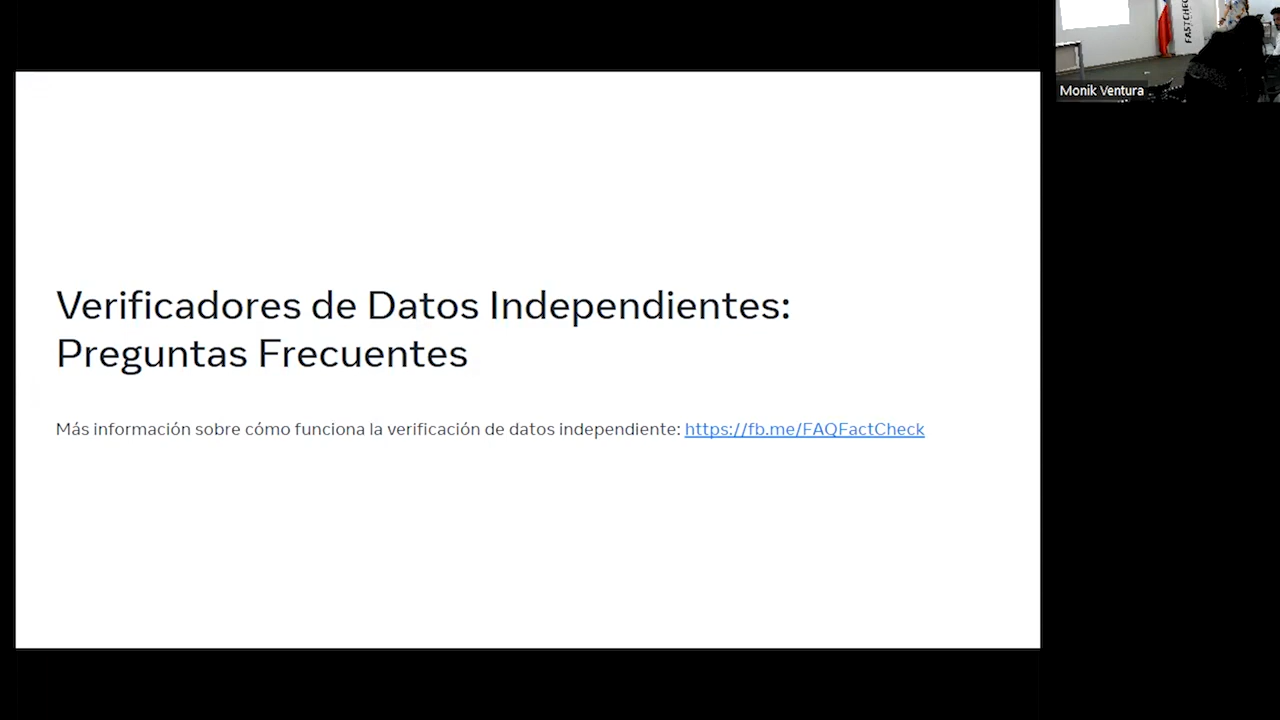 Verificadores de Datos Independientes:
Preguntas Frecuentes
Más información sobre cómo funciona la verificación de datos independiente: https://fb.me/FAQFactCheck
Monik Ventura